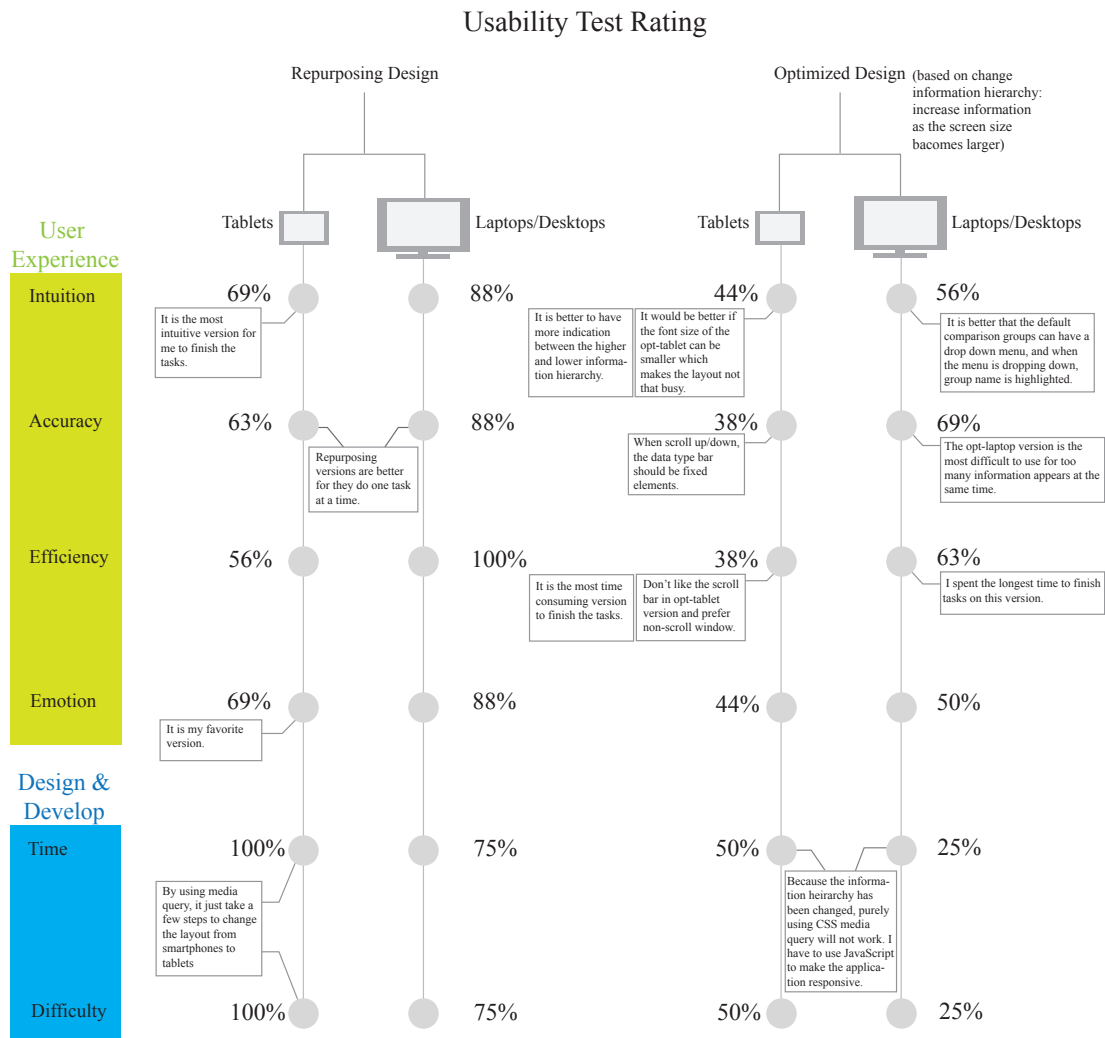 Usability Test Rating
Repurposing Design
Optimized Design
(based on change
information hierarchy:
increase information
as the screen size
bacomes larger)
Tablets
Laptops/Desktops
Tablets
Laptops/Desktops
User
Experience
Intuition
69%
88%
44%
56%
It is the most
intuitive version for
me to finish the
tasks.
It is better to have
more indication
between the higher
and lower informa-
tion hierarchy.
It would be better if
the font size of the
opt-tablet can be
smaller which
makes the layout not
that busy.
It is better that the default
comparison groups can have a
drop down menu, and when
the menu is dropping down,
group name is highlighted.
Accuracy
63%
88%
38%
69%
Repurposing
versions are better
for they do one task
at a time.
When scroll up/down,
the data type bar
should be fixed
elements.
The opt-laptop version is the
most difficult to use for too
many information appears at the
same time.
Efficiency
56%
100%
38%
63%
It is the most time
consuming version
to finish the tasks.
Don't like the scroll
bar in opt-tablet
version and prefer
non-scroll window.
I spent the longest time to finish
tasks on this version.
Emotion
69%
88%
44%
50%
It is my favorite
version.
Design &
Develop
Time
100%
75%
50%
25%
By using media
query, it just take a
few steps to change
the layout from
smartphones to
tablets
Because the informa-
tion heirarchy has
been changed, purely
using CSS media
query will not work. I
have to use JavaScript
to make the applica-
tion responsive.
Difficulty
100%
75%
50%
25%